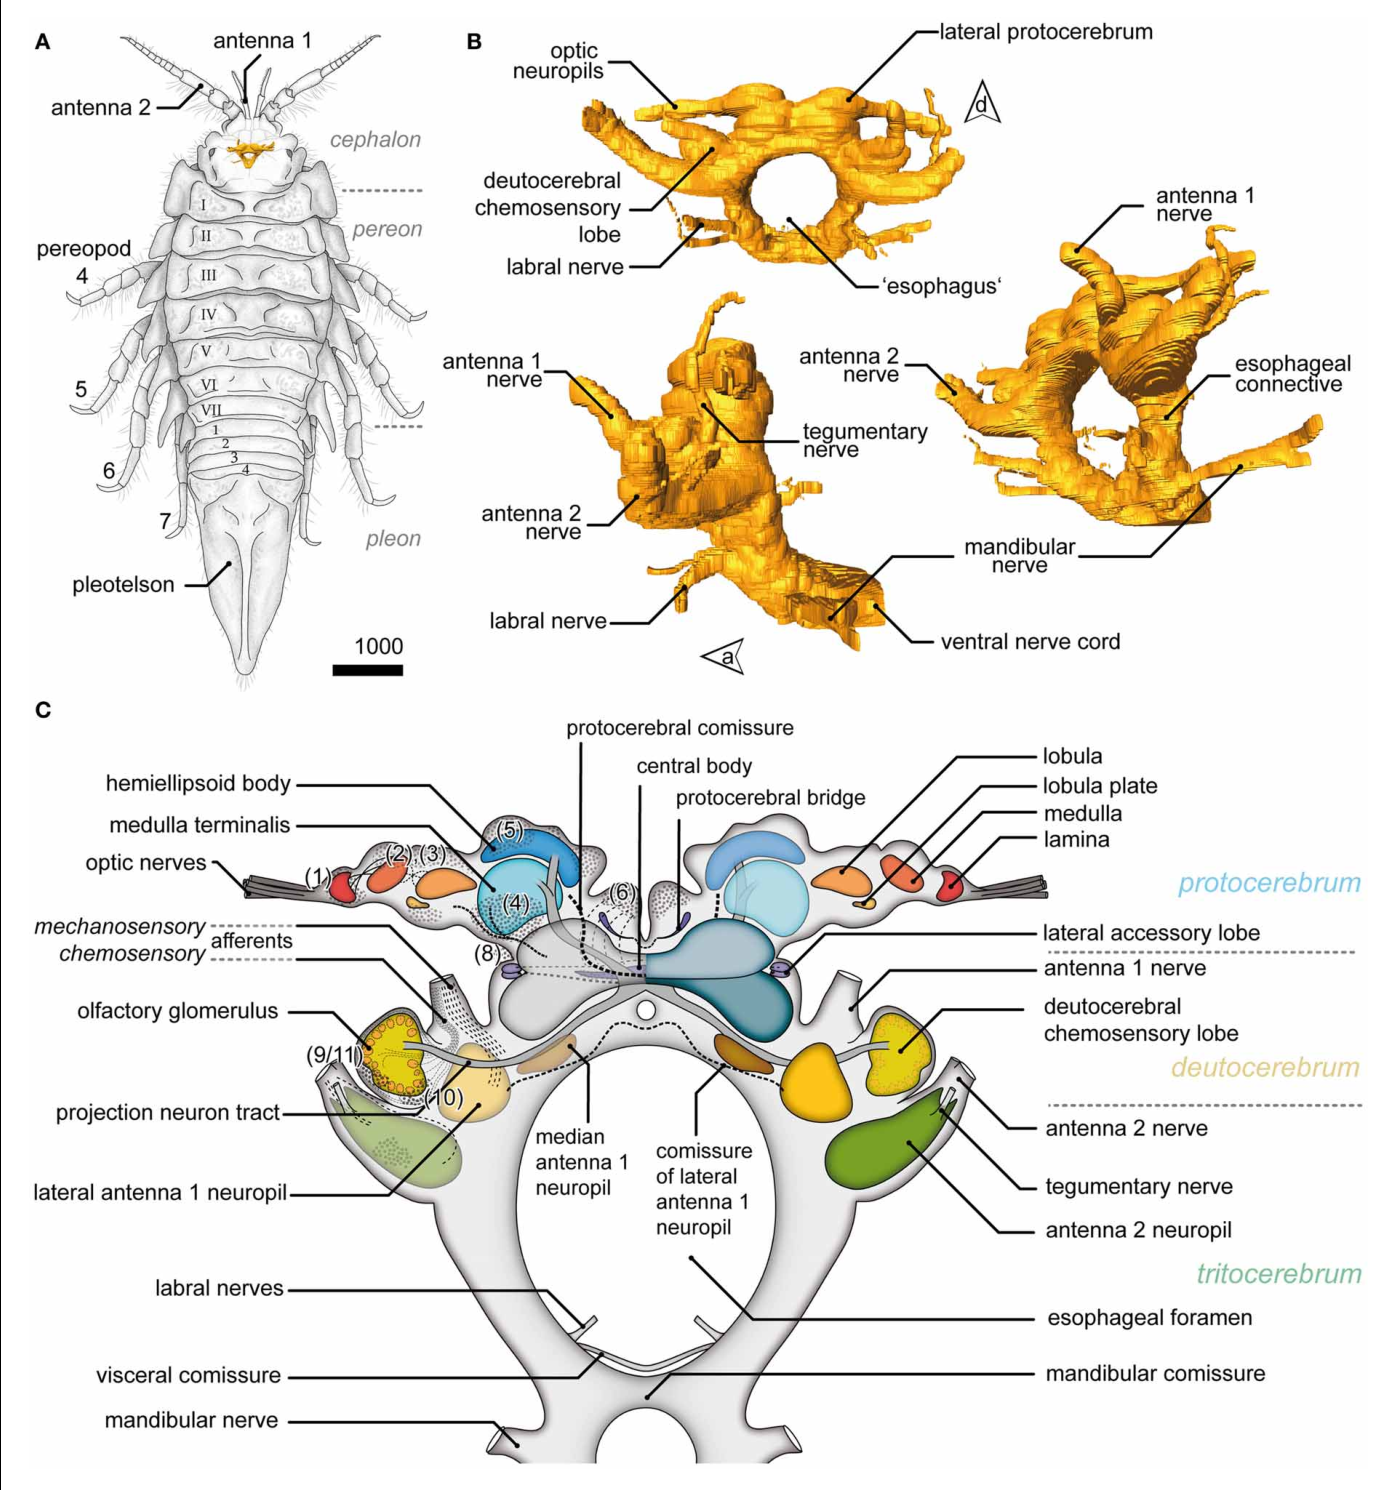 A
antenna 1
antenna 2
cephalon
pereon
pereopod
4
5
6
7
I
II
III
IV
V
VI
VII
1
2
3
4
pleon
pleotelson
1000
B
lateral protocerebrum
optic
neuropils
d
deutocerebral
chemosensory
lobe
labral nerve
‘esophagus‘
antenna 1
nerve
antenna 1
nerve
antenna 2
nerve
esophageal
connective
tegumentary
nerve
antenna 2
nerve
mandibular
nerve
labral nerve
ventral nerve cord
a
C
protocerebral comissure
central body
protocerebral bridge
hemiellipsoid body
medulla terminalis
optic nerves
mechanosensory
chemosensory
afferents
olfactory glomerulus
(9/11)
projection neuron tract
lateral antenna 1 neuropil
labral nerves
visceral comissure
mandibular nerve
(1)
(2)
(3)
(4)
(5)
(6)
(8)
(10)
median
antenna 1
neuropil
comissure
of lateral
antenna 1
neuropil
lobula
lobula plate
medulla
lamina
protocerebrum
lateral accessory lobe
antenna 1 nerve
deutocerebral
chemosensory lobe
deutocerebrum
antenna 2 nerve
tegumentary nerve
antenna 2 neuropil
tritocerebrum
esophageal foramen
mandibular comissure